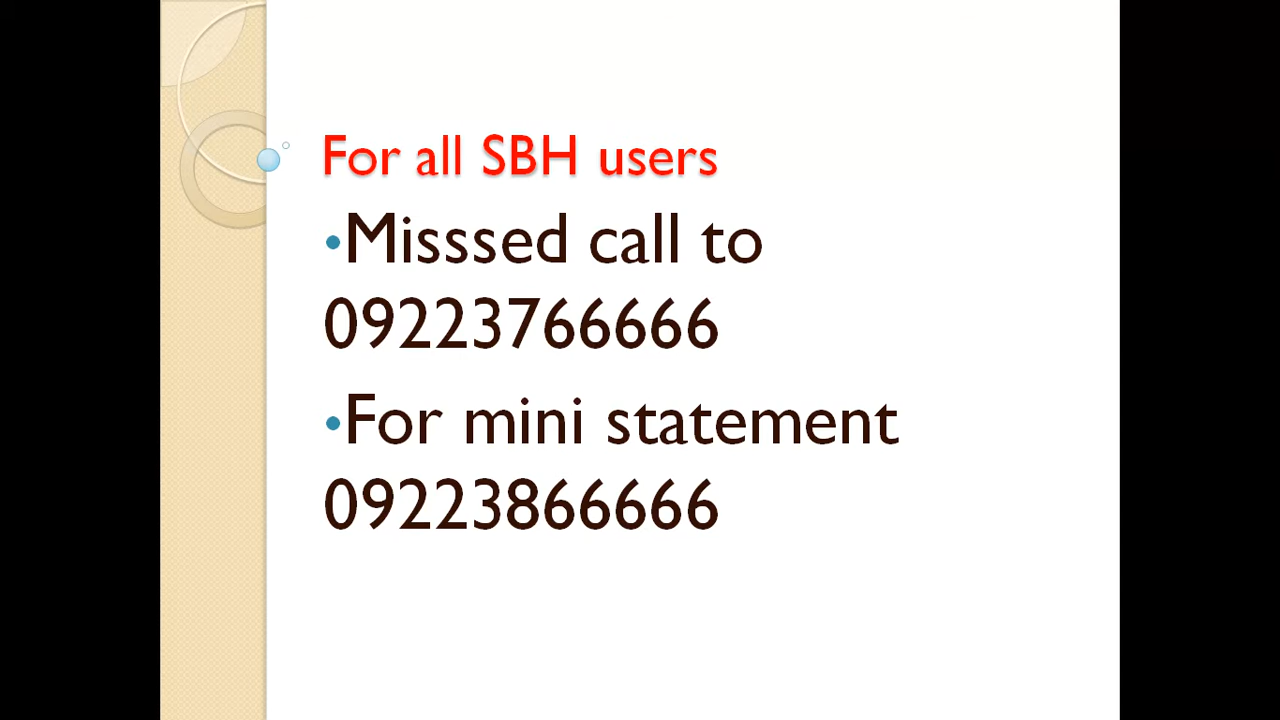 For all SBH users
•Misssed call to
09223766666
•For mini statement
09223866666